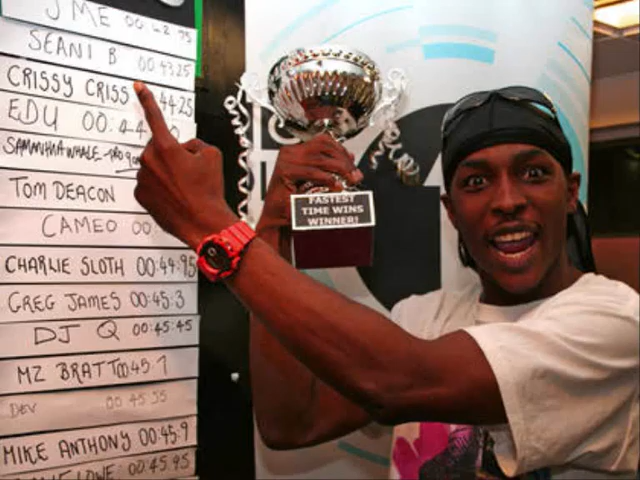 JME 00:42 95
SEANI B 00:43:25
CRISSY CRISS 44:25
EDU 00:44
SAMANTHA WHALE
TOM DEACON
CAMEO 00:
CHARLIE SLOTH 00:44:95
GREG JAMES 00:45:3
DJ Q 00:45:45
MZ BRATT 00:45:7
DEV 00 45 55
MIKE ANTHONY 00:45:9
LOWE: 00:45:95
FASTEST
TIME WINS
WINNER!